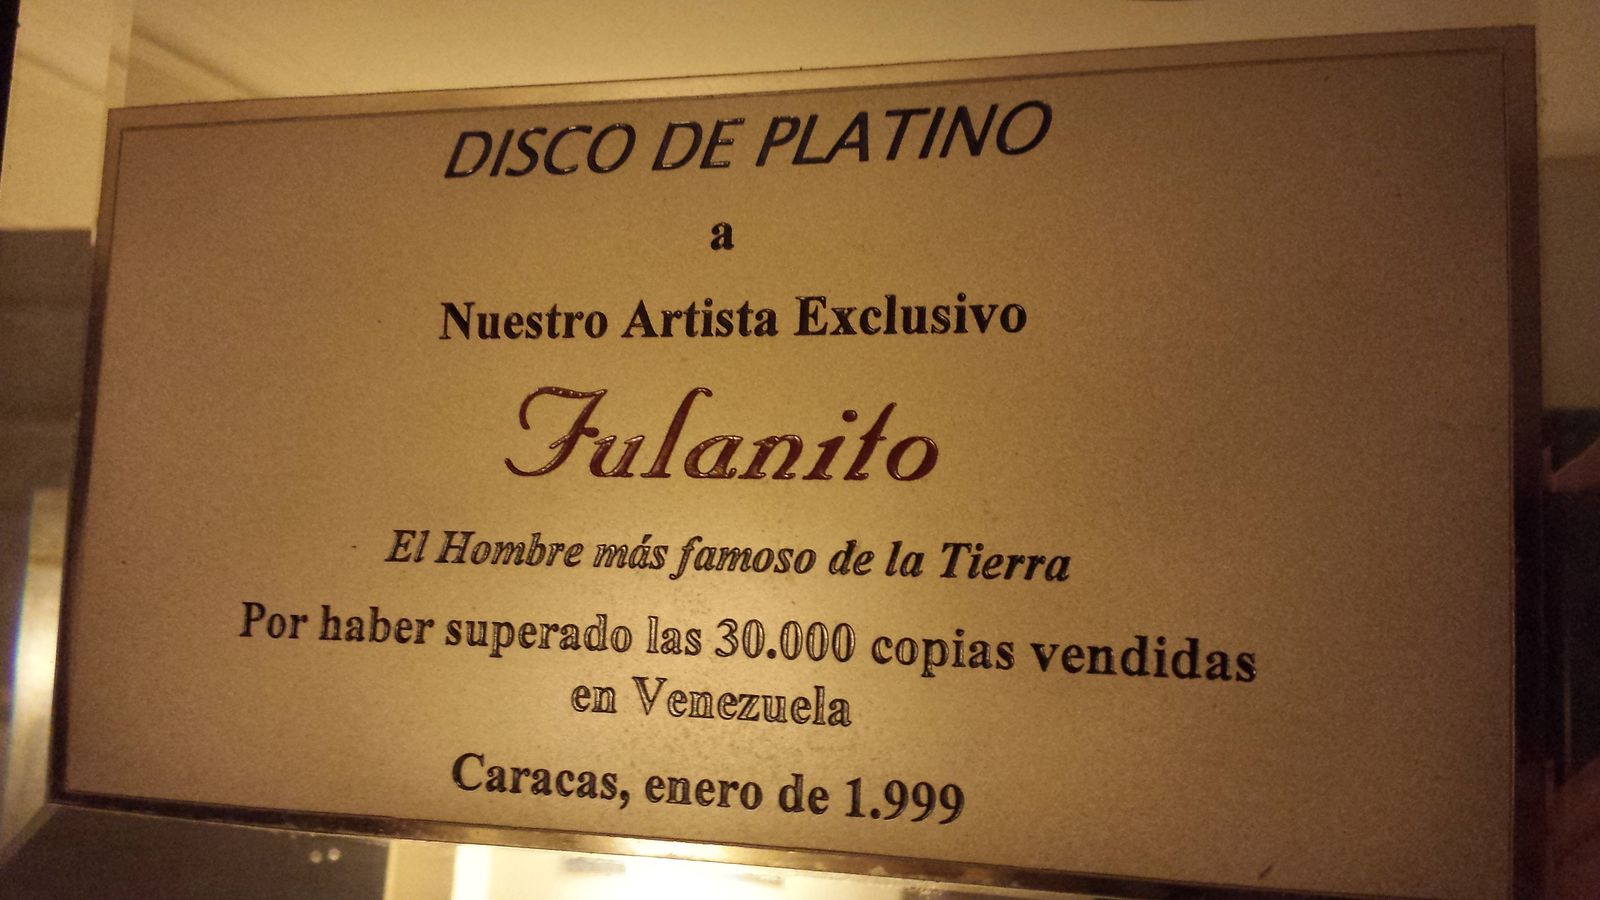 DISCO DE PLATINO
a
Nuestro Artista Exclusivo
Fulanito
El Hombre más famoso de la Tierra
Por haber superado las 30.000 copias vendidas
en Venezuela
Caracas, enero de 1.999